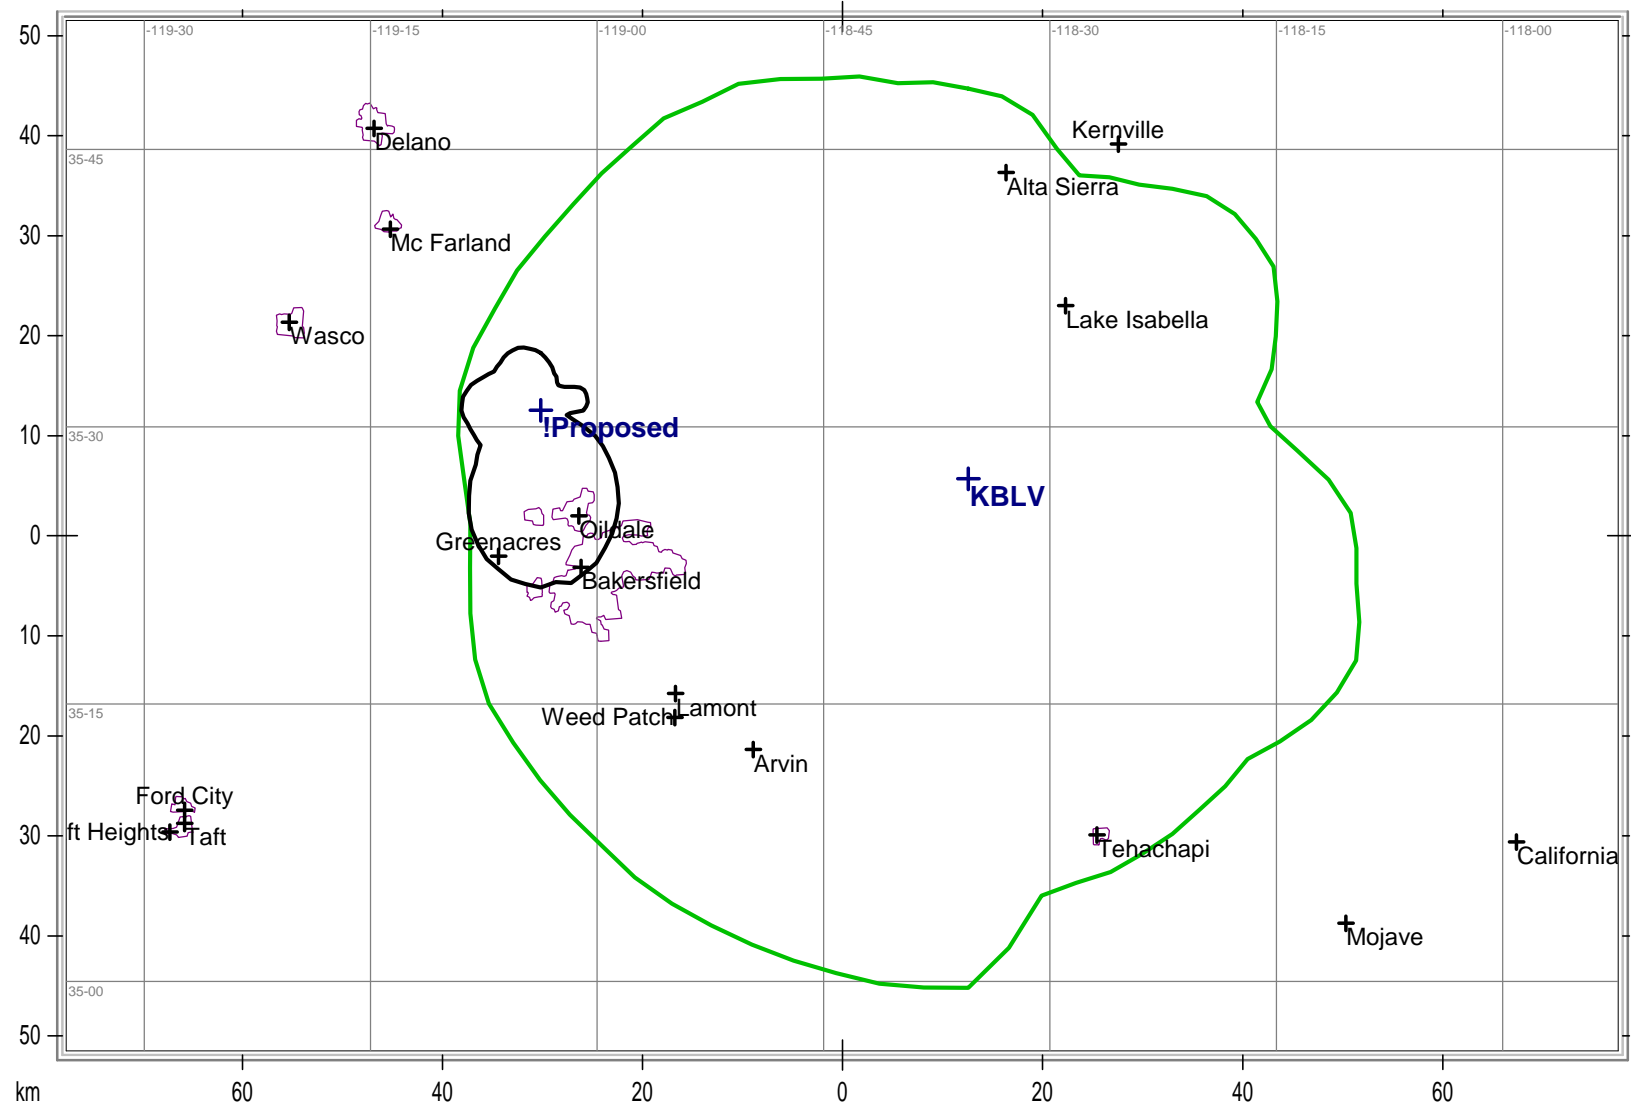 -119-30 -119-15 -119-00 -118-45 -118-30 -118-15 -118-00
50
40
Delano
Kernville
35-45
Alta Sierra
30
Mc Farland
Lake Isabella
20
Wasco
!Proposed
10
35-30
KBLV
Oildale
0
Greenacres
Bakersfield
10
Lamont
35-15
Weed Patch
20
Arvin
Ford City
30
ft Heights
Taft
Tehachapi
California
40
Mojave
35-00
50
km 60 40 20 0 20 40 60